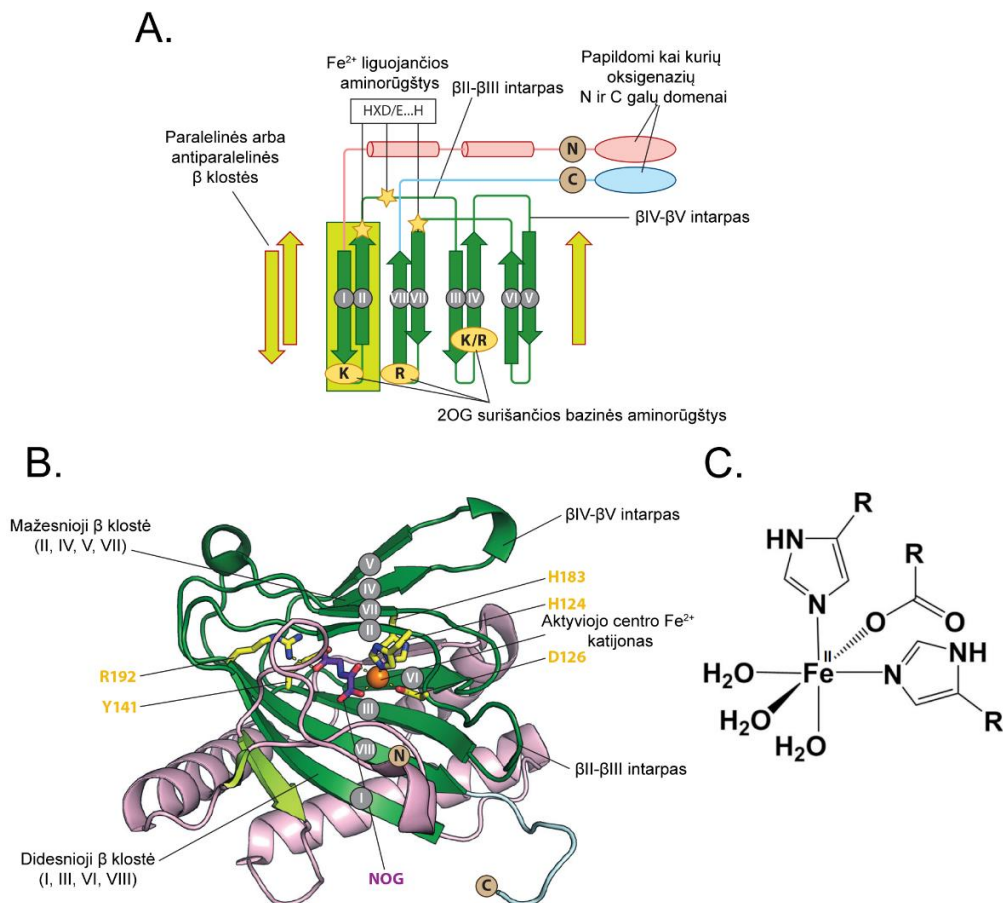 A.
Fe²⁺ liguojančios
aminorūgštys
HXD/E...H
βII-βIII intarpas
Papildomi kai kurių
oksigenazių
N ir C galų domenai
Paralelinės arba
antiparalelinės
β klostės
N
C
βIV-βV intarpas
I
II
VIII
VII
III
IV
VI
V
K/R
K
R
2OG surišančios bazinės aminorūgštys
B.
Mažesnioji β klostė
(II, IV, V, VII)
βIV-βV intarpas
V
IV
VII
II
H183
H124
Aktyviojo centro Fe²⁺
katijonas
D126
R192
Y141
VI
III
VIII
N
I
βII-βIII intarpas
Didesnioji β klostė
(I, III, VI, VIII)
NOG
C
C.
R
HN
N
R
O
O
Fe
II
N
NH
R
H₂O
H₂O
H₂O